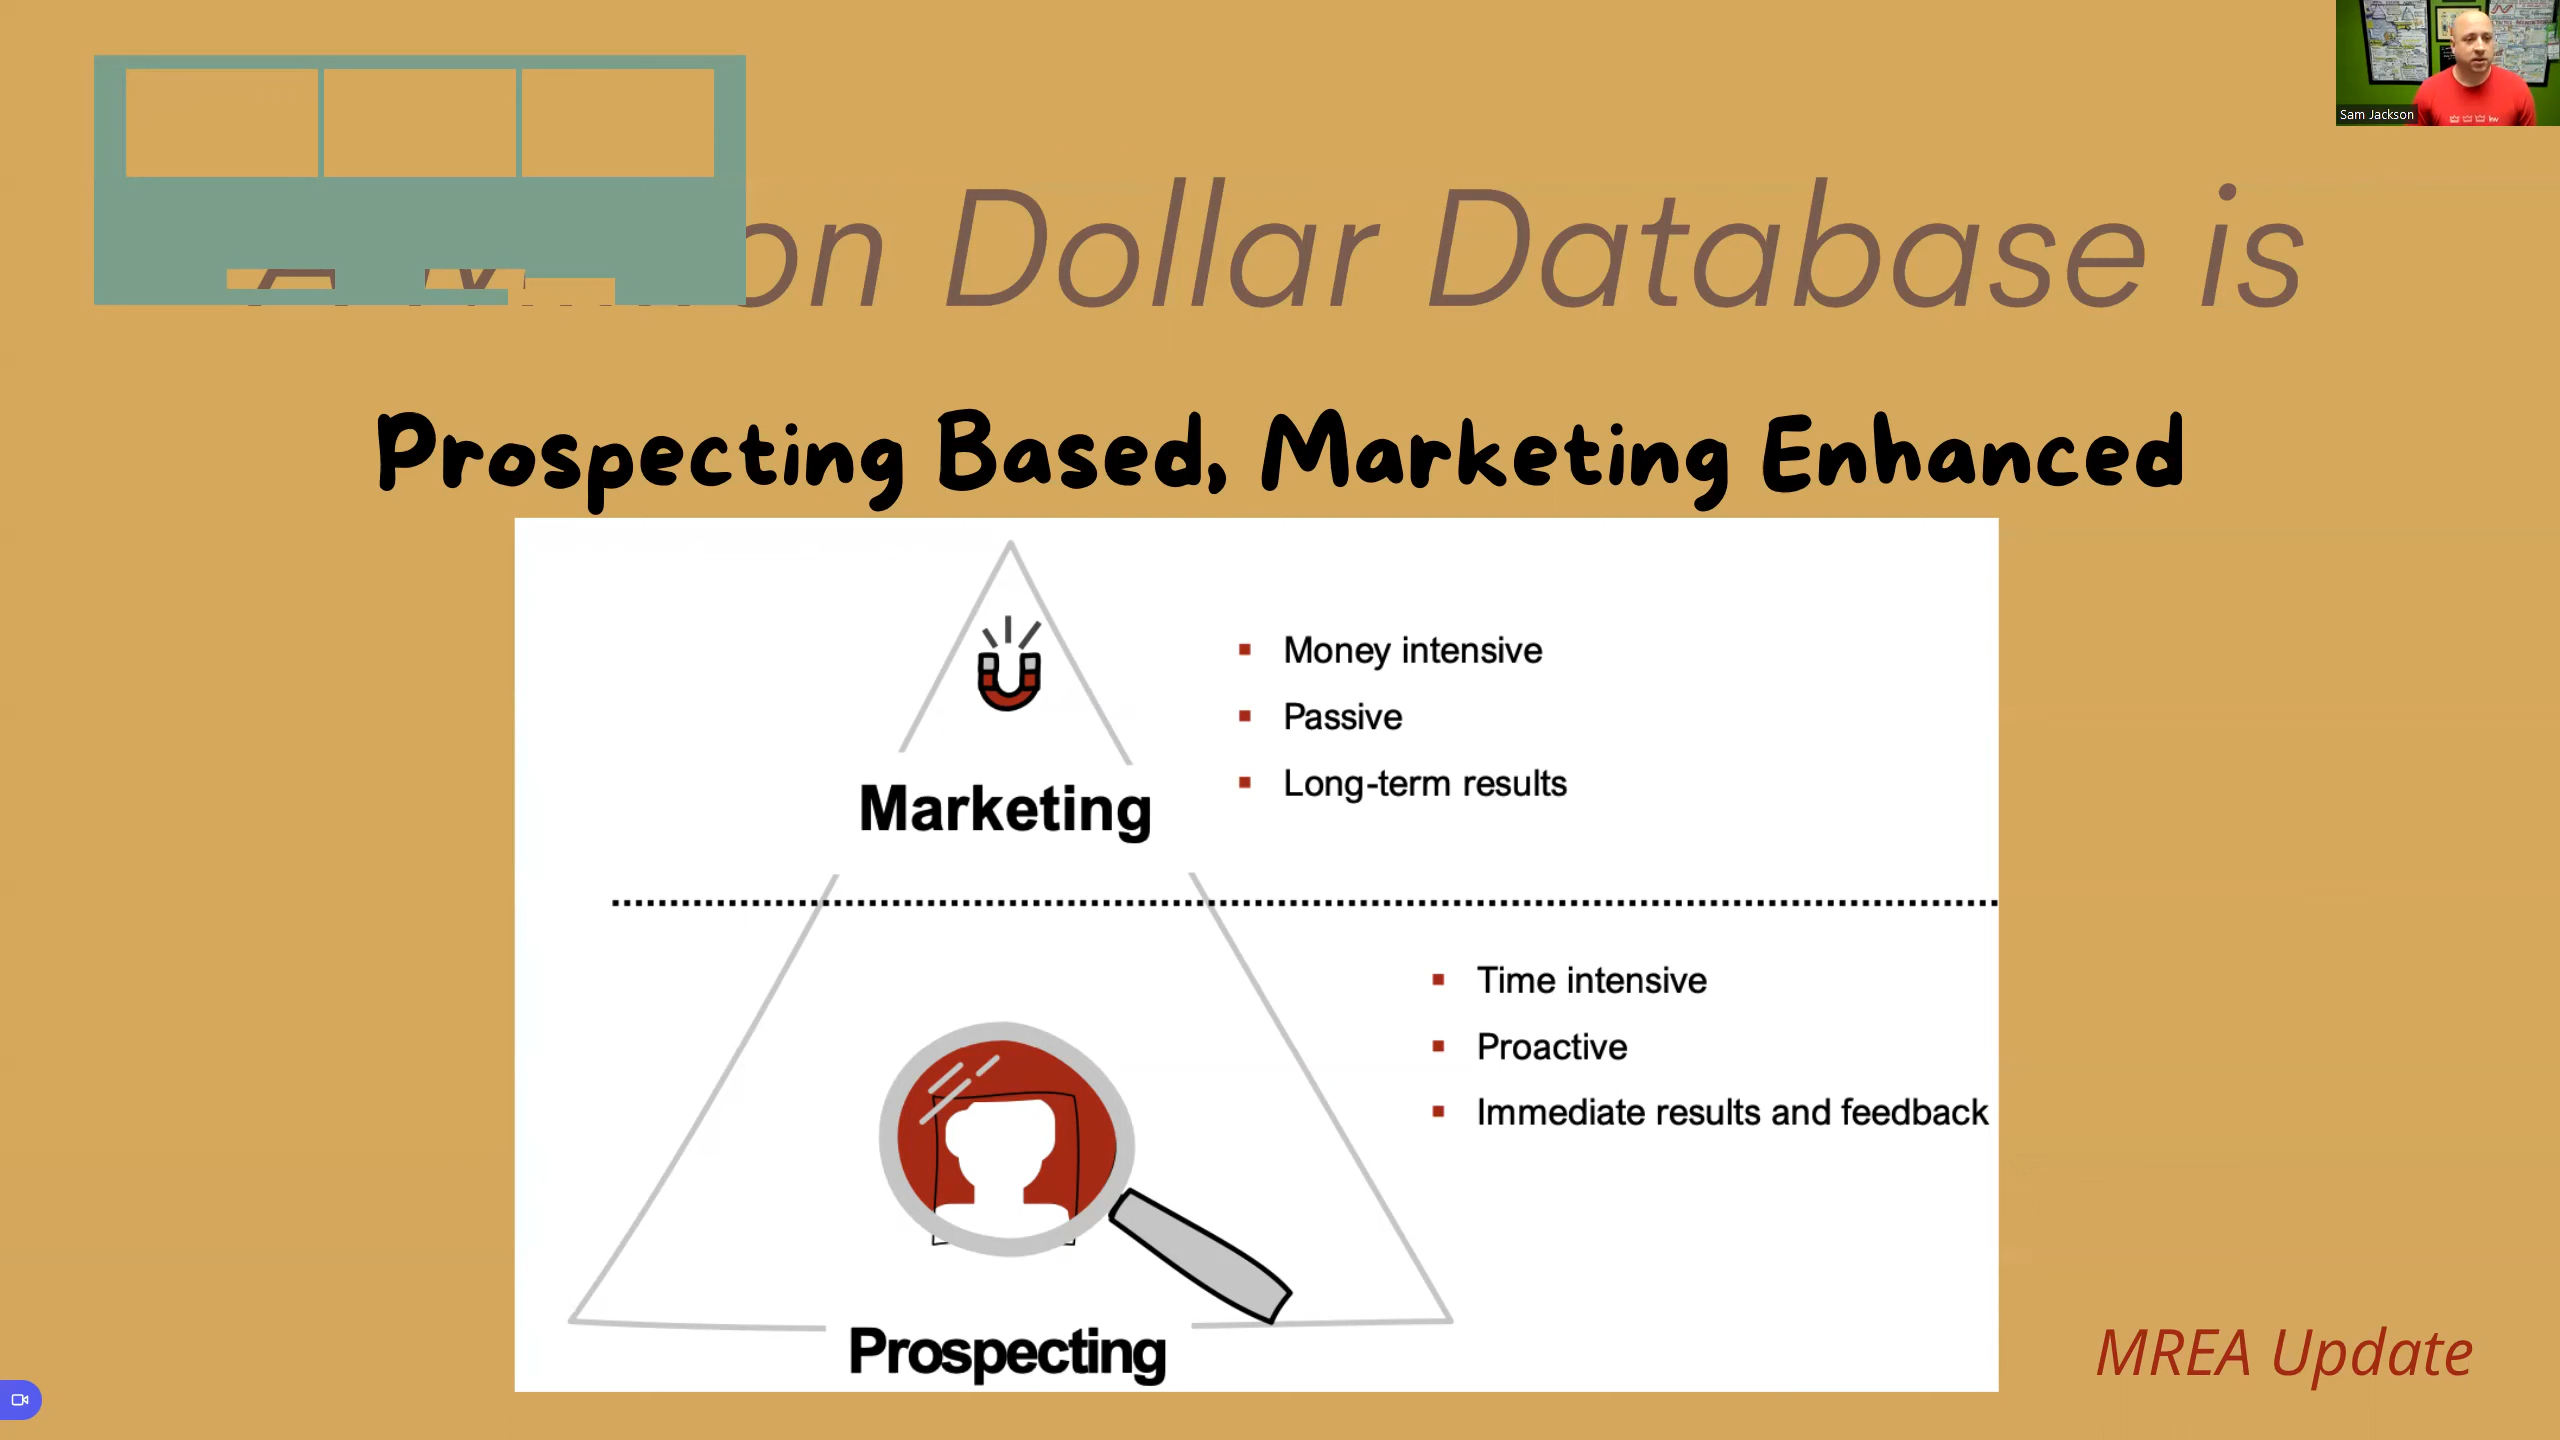 Sam Jackson
on Dollar Database is
Prospecting Based, Marketing Enhanced
Money intensive
Passive
Long-term results
Marketing
Time intensive
Proactive
Immediate results and feedback
Prospecting
MREA Update